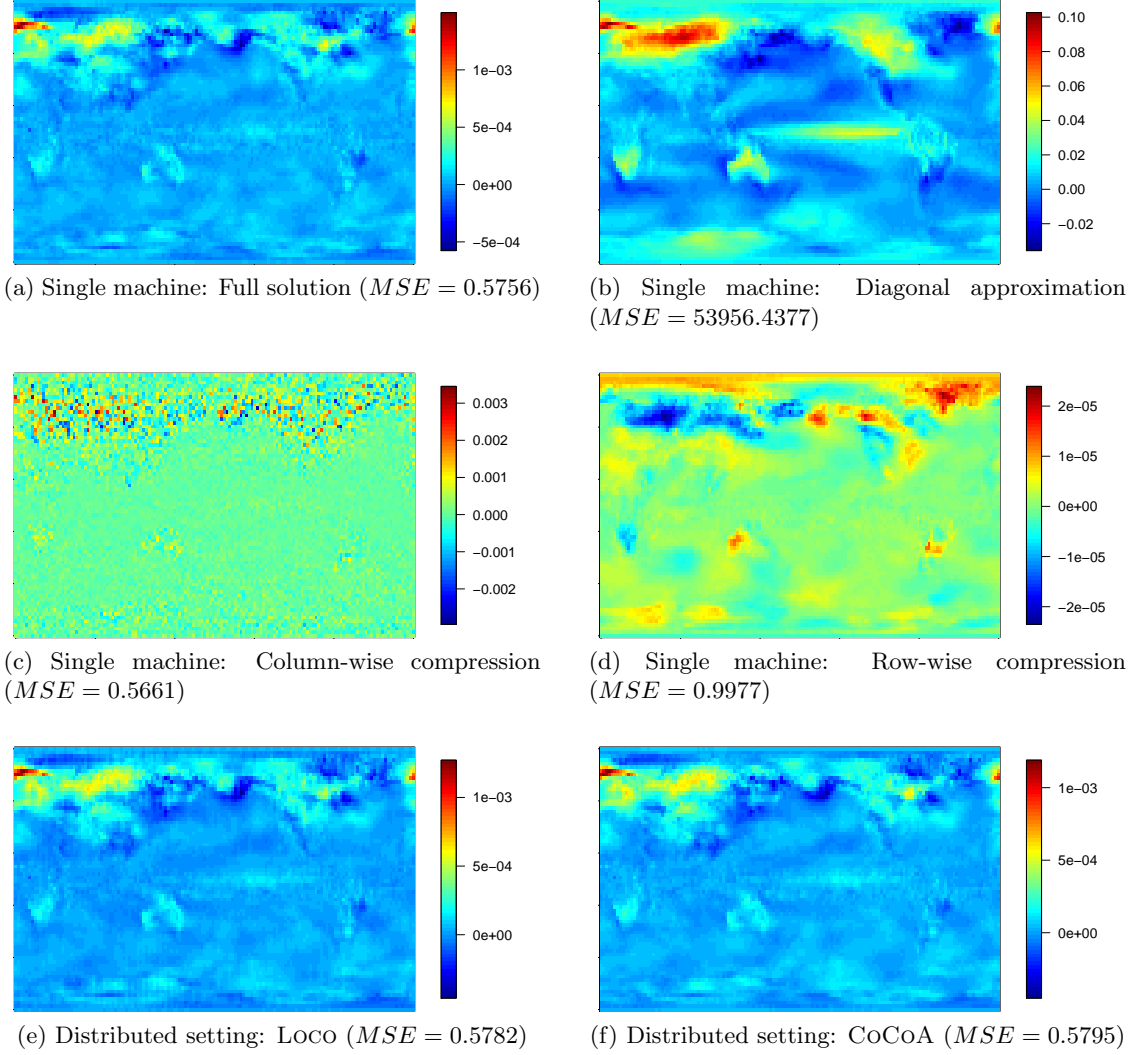 1e−03
5e−04
0e+00
−5e−04
(a) Single machine: Full solution (MSE = 0.5756)
0.10
0.08
0.06
0.04
0.02
0.00
−0.02
(b) Single machine: Diagonal approximation
(MSE = 53956.4377)
0.003
0.002
0.001
0.000
−0.001
−0.002
(c) Single machine: Column-wise compression
(MSE = 0.5661)
2e−05
1e−05
0e+00
−1e−05
−2e−05
(d) Single machine: Row-wise compression
(MSE = 0.9977)
1e−03
5e−04
0e+00
(e) Distributed setting: LOCO (MSE = 0.5782)
1e−03
5e−04
0e+00
(f) Distributed setting: COCOA (MSE = 0.5795)